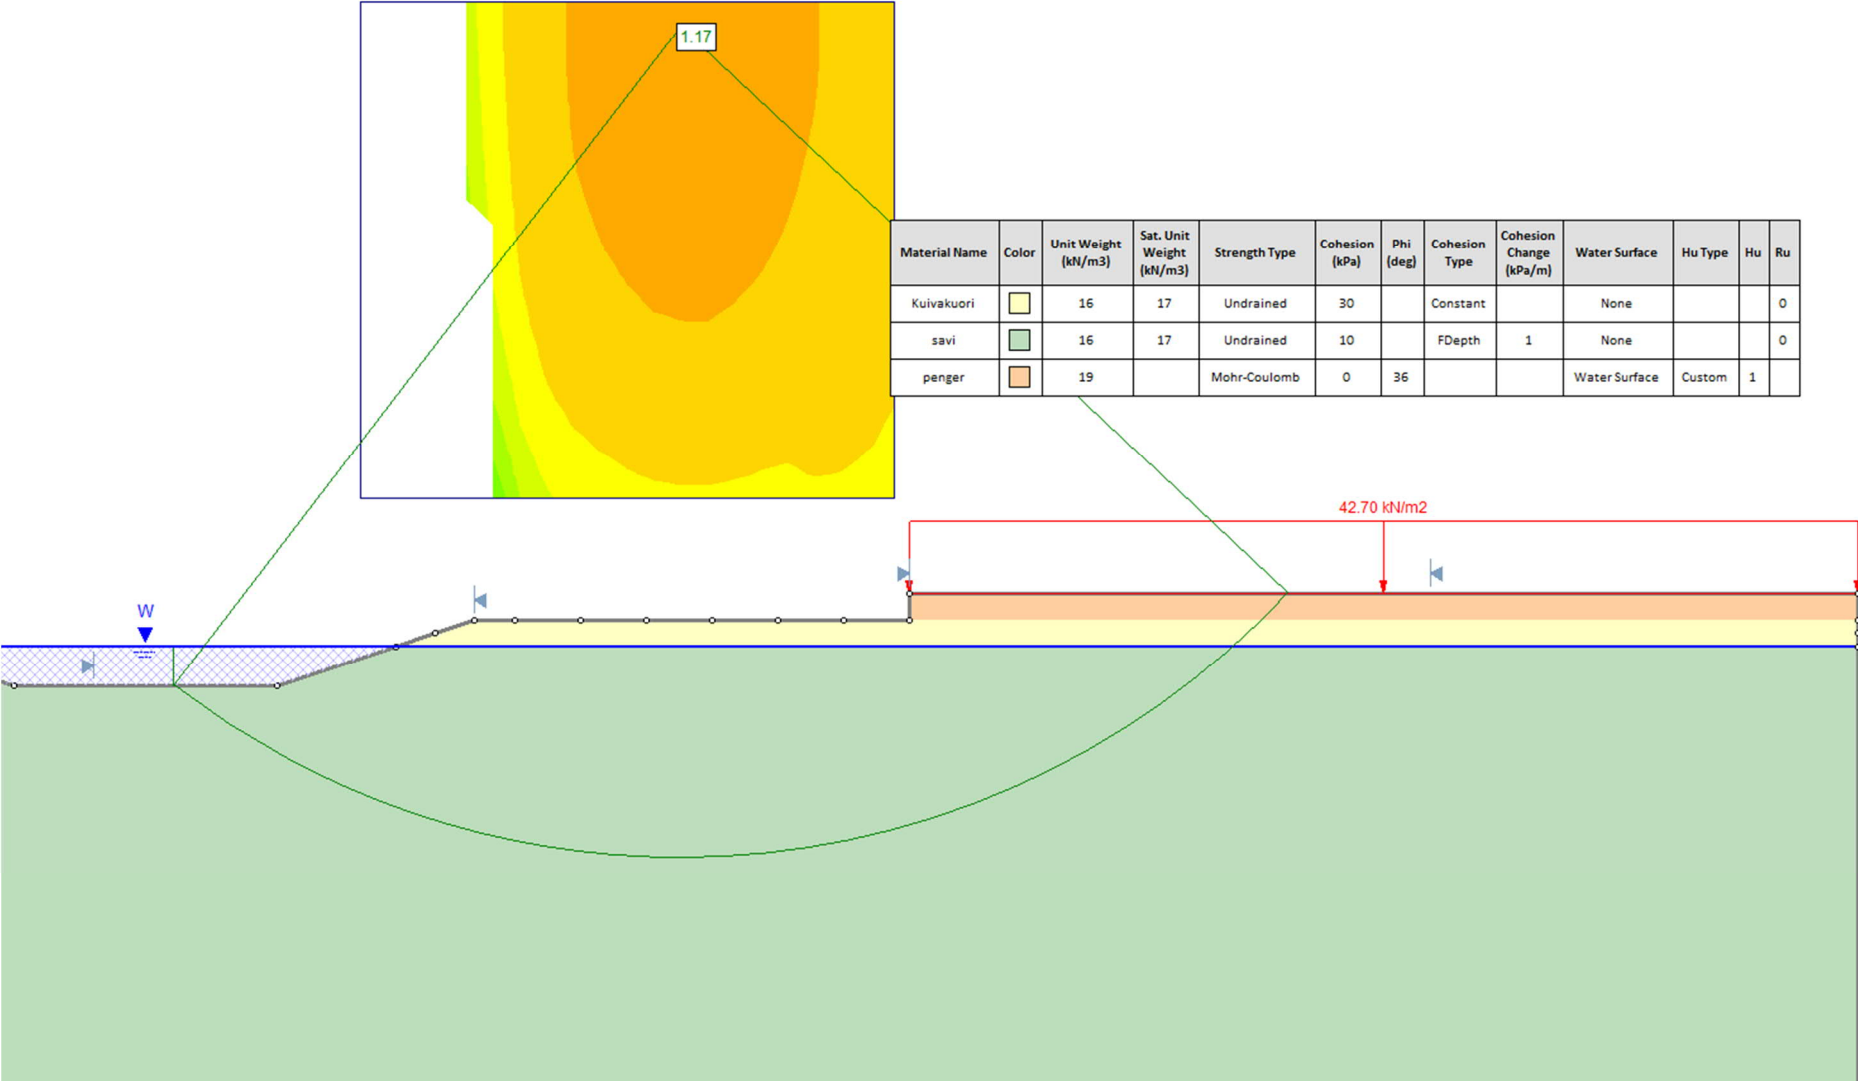 1.17
Material Name Color Unit Weight (kN/m3) Sat. Unit Weight (kN/m3) Strength Type Cohesion (kPa) Phi (deg) Cohesion Type Cohesion Change (kPa/m) Water Surface Hu Type Hu Ru
Kuivakuori 16 17 Undrained 30 Constant None 0
savi 16 17 Undrained 10 FDepth 1 None 0
penger 19 Mohr-Coulomb 0 36 Water Surface Custom 1
42.70 kN/m2
W